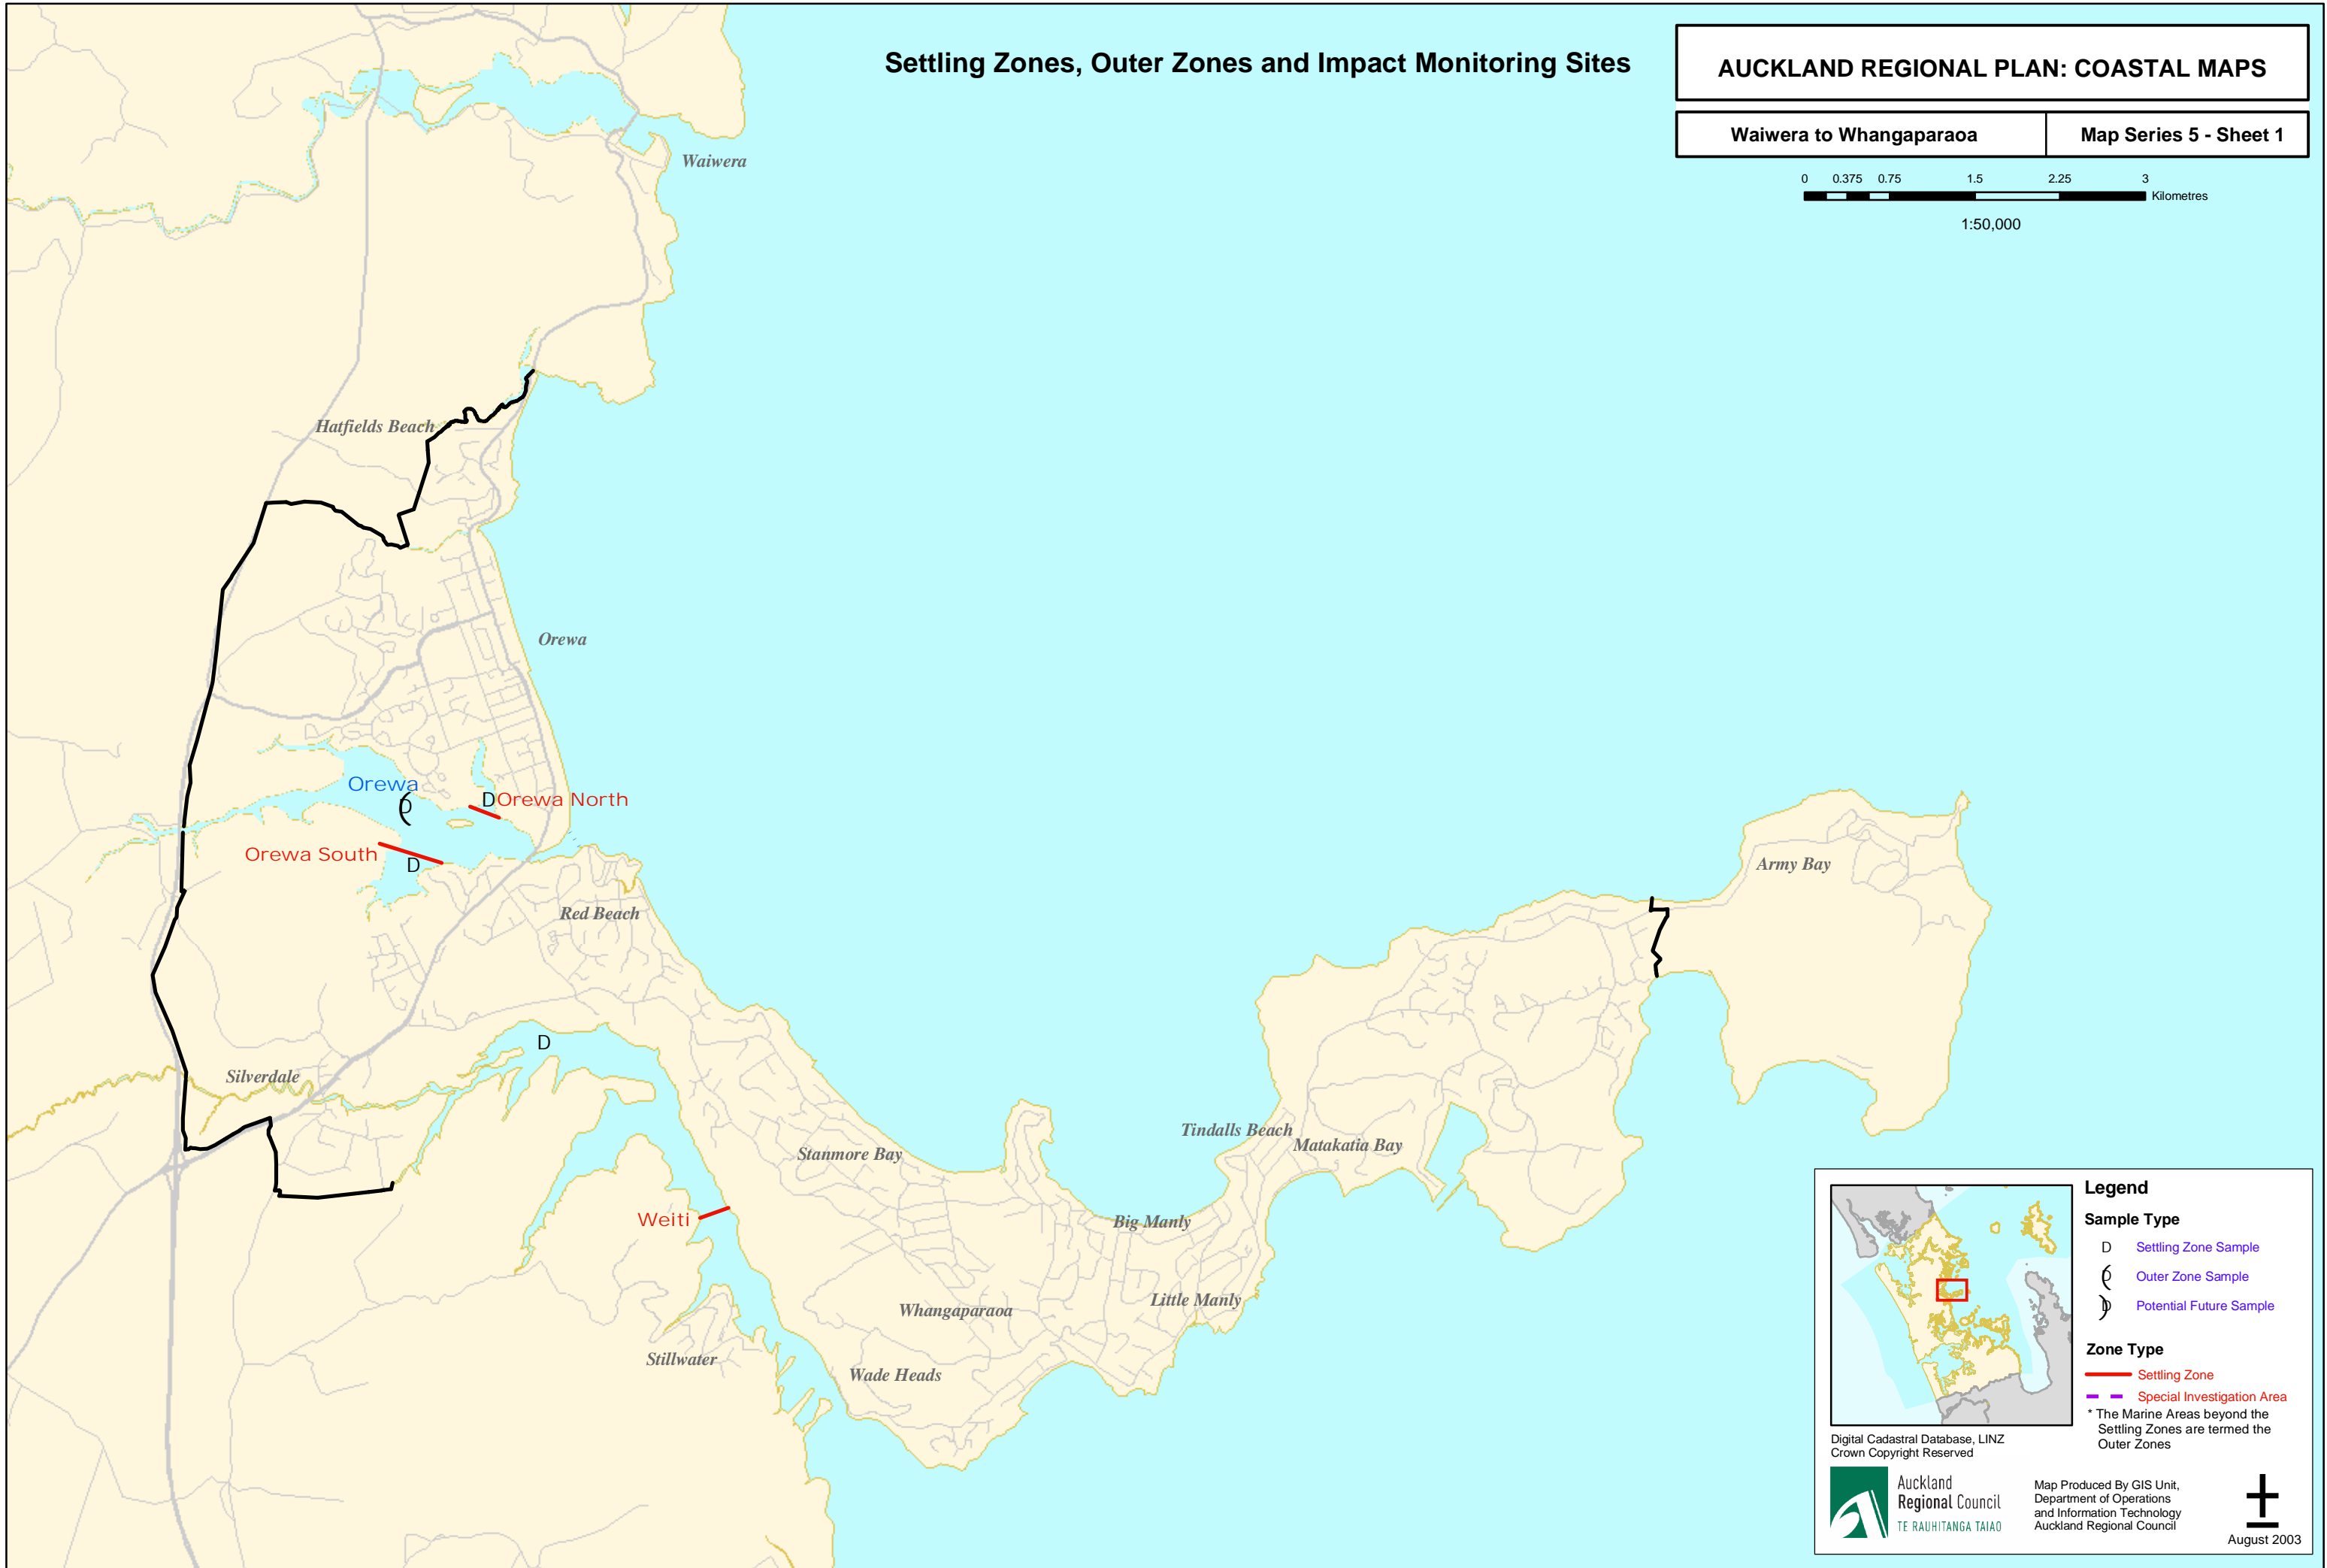 Settling Zones, Outer Zones and Impact Monitoring Sites
AUCKLAND REGIONAL PLAN: COASTAL MAPS
Waiwera to Whangaparaoa
Map Series 5 - Sheet 1
0 0.375 0.75 1.5 2.25 3
Kilometres
1:50,000
Waiwera
Hatfields Beach
Orewa
Orewa
D
D
Orewa North
Orewa South
D
Red Beach
Army Bay
D
Silverdale
Tindalls Beach
Matakatia Bay
Stanmore Bay
Weiti
Big Manly
Little Manly
Whangaparaoa
Stillwater
Wade Heads
Legend
Sample Type
D Settling Zone Sample
D Outer Zone Sample
D Potential Future Sample
Zone Type
Settling Zone
Special Investigation Area
* The Marine Areas beyond the
Settling Zones are termed the
Outer Zones
Digital Cadastral Database, LINZ
Crown Copyright Reserved
Auckland
Regional Council
TE RAUHITANGA TAIAO
Map Produced By GIS Unit,
Department of Operations
and Information Technology
Auckland Regional Council
August 2003